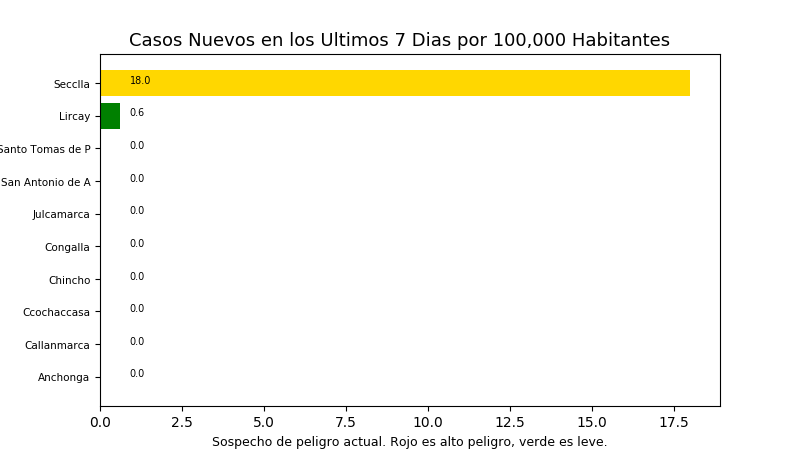 Casos Nuevos en los Ultimos 7 Dias por 100,000 Habitantes
Secclla 18.0
Lircay 0.6
Santo Tomas de P 0.0
San Antonio de A 0.0
Julcamarca 0.0
Congalla 0.0
Chincho 0.0
Ccochaccasa 0.0
Callanmarca 0.0
Anchonga 0.0
0.0 2.5 5.0 7.5 10.0 12.5 15.0 17.5
Sospecho de peligro actual. Rojo es alto peligro, verde es leve.